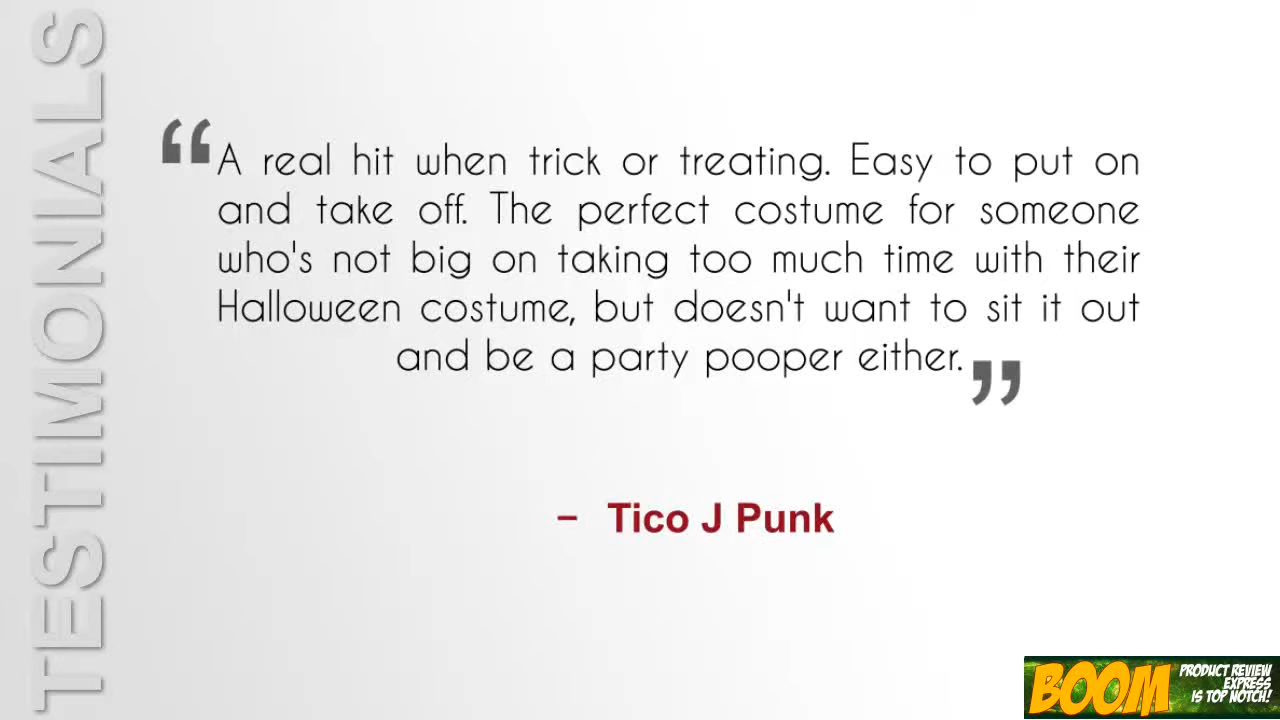 TESTIMONIALS
“A real hit when trick or treating. Easy to put on
and take off. The perfect costume for someone
who's not big on taking too much time with their
Halloween costume, but doesn't want to sit it out
and be a party pooper either.”
– Tico J Punk
BOOM
PRODUCT REVIEW
EXPRESS
IS TOP NOTCH!